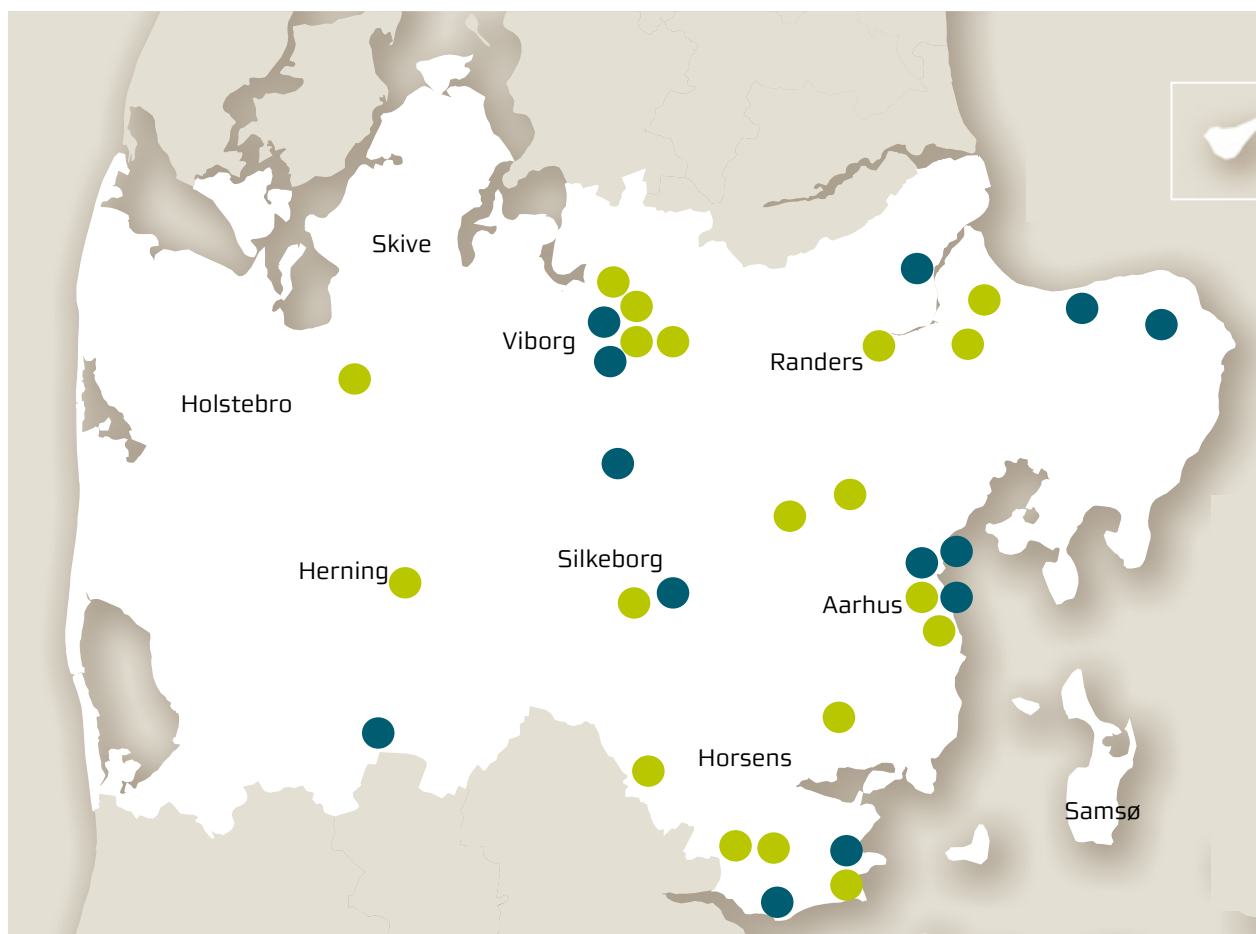 Skive
Viborg
Randers
Holstebro
Silkeborg
Herning
Aarhus
Horsens
Samsø